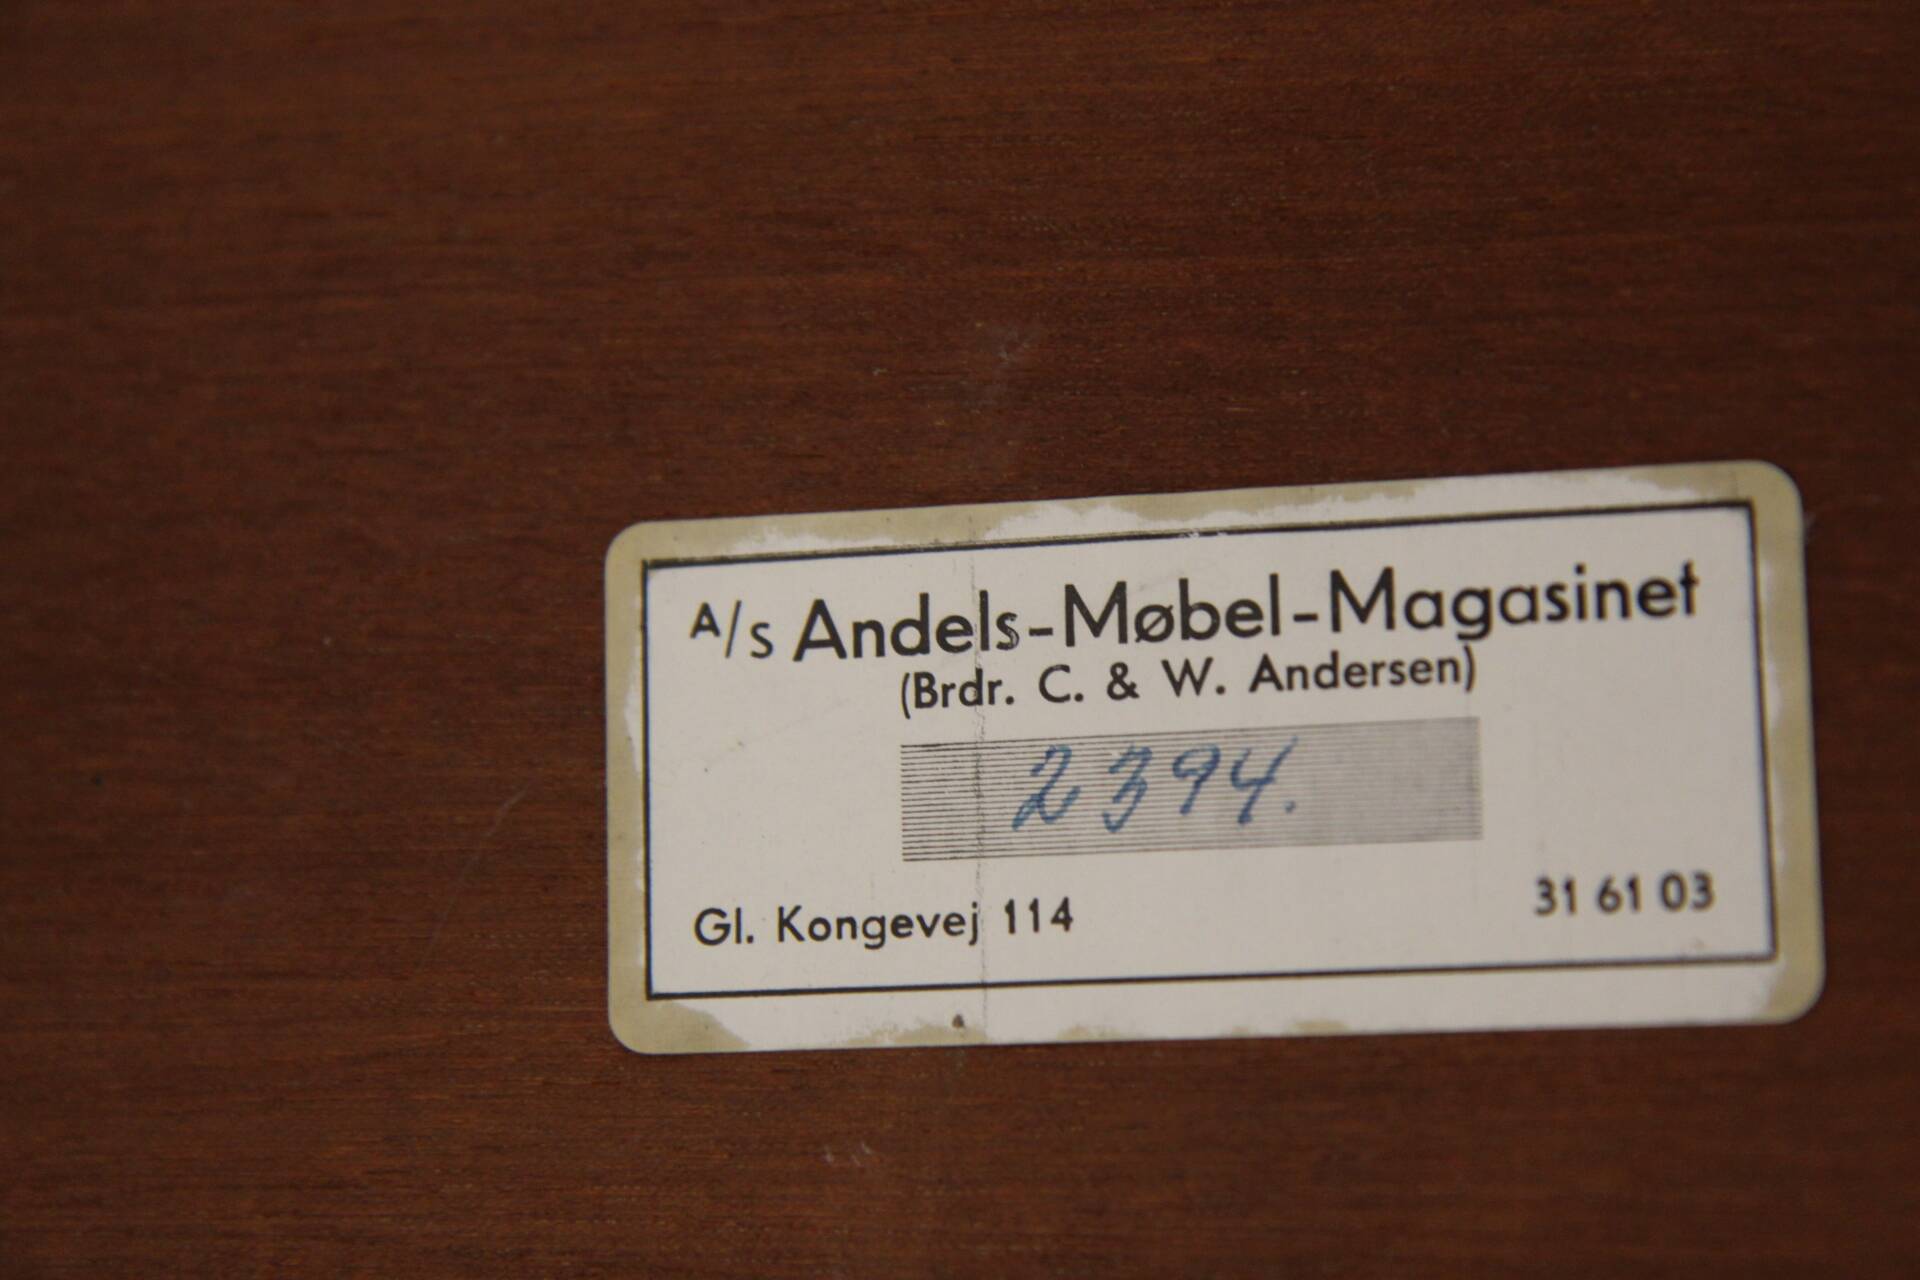 A/s Andels-Møbel-Magasinet
(Brdr. C. & W. Andersen)
2394.
Gl. Kongevej 114 31 61 03